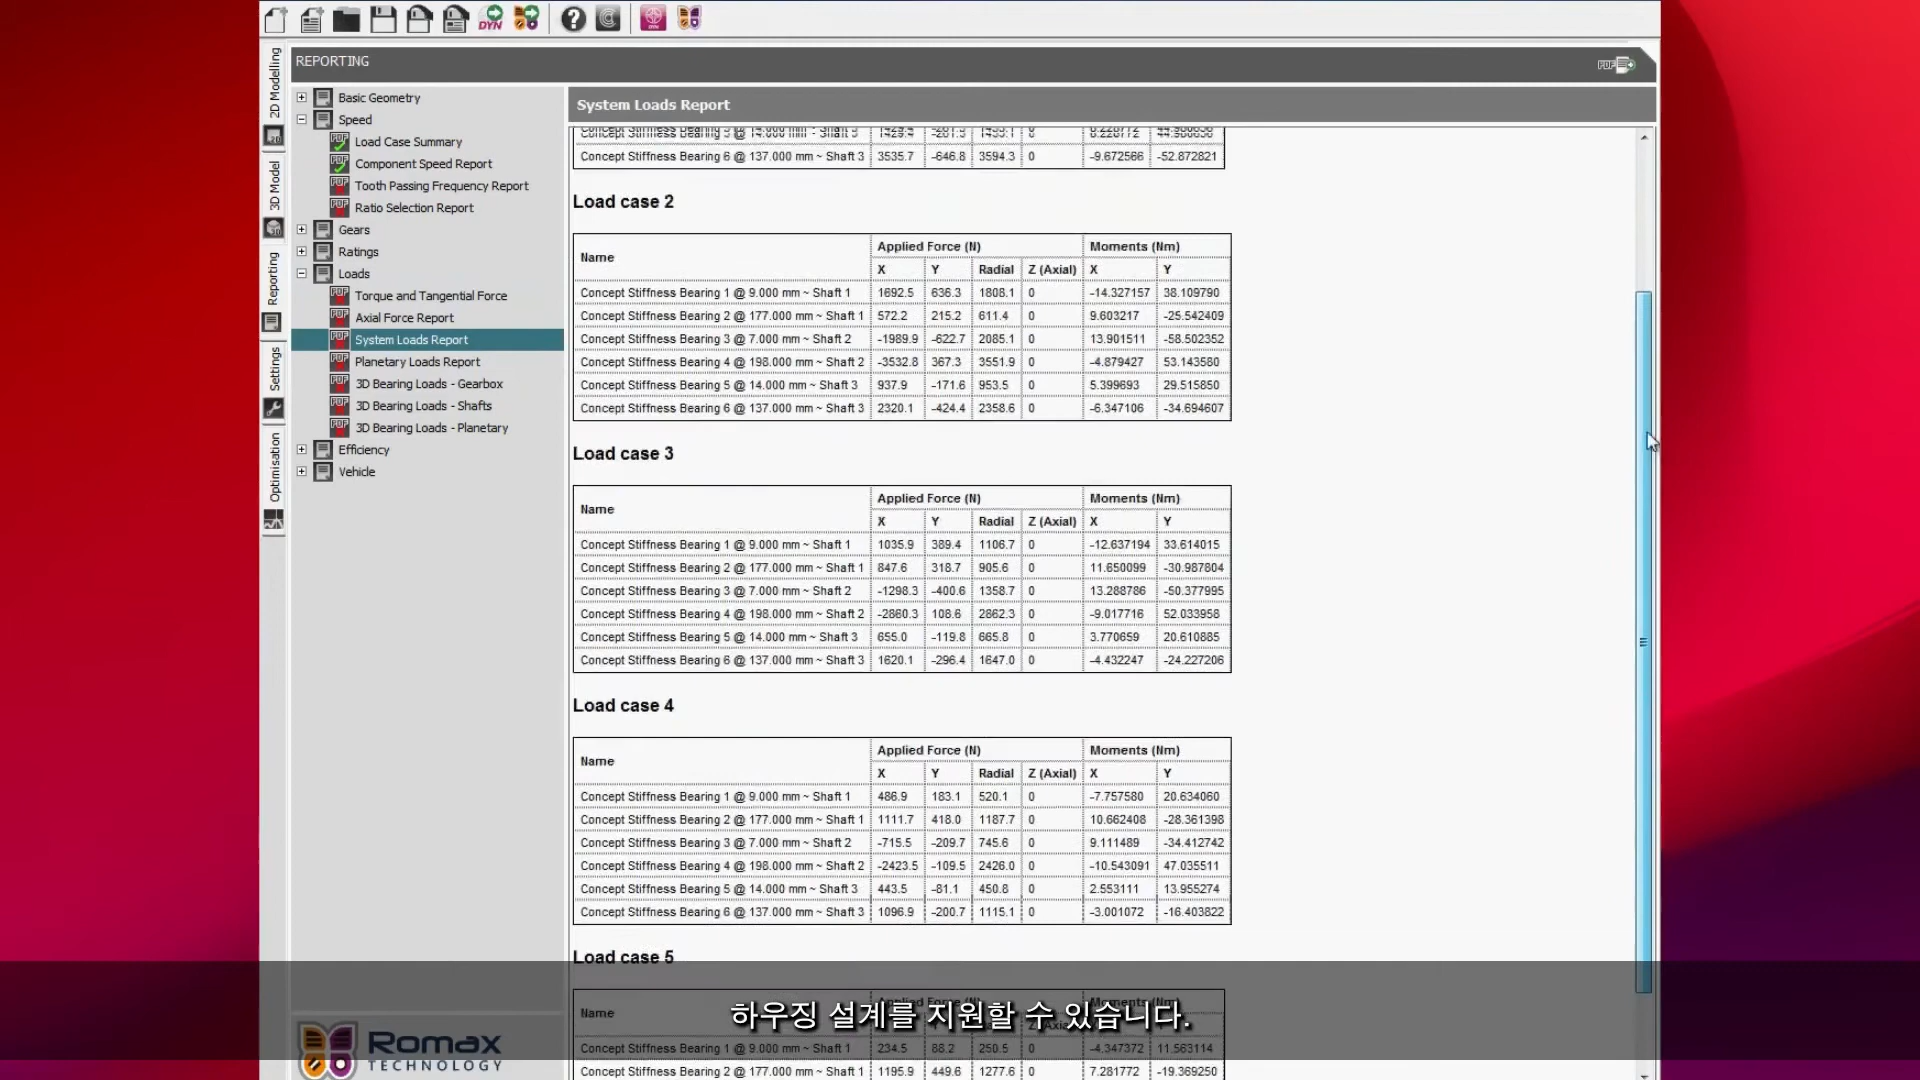 DYN
REPORTING
PDF
2D Modelling
3D Model
Reporting
Settings
Optimisation
Basic Geometry
Speed
Load Case Summary
Component Speed Report
Tooth Passing Frequency Report
Ratio Selection Report
Gears
Ratings
Loads
Torque and Tangential Force
Axial Force Report
System Loads Report
Planetary Loads Report
3D Bearing Loads - Gearbox
3D Bearing Loads - Shafts
3D Bearing Loads - Planetary
Efficiency
Vehicle
System Loads Report
Concept Stiffness Bearing 6 @ 137.000 mm ~ Shaft 3 3535.7 -646.8 3594.3 0 -9.672566 -52.872821
Load case 2
Name Applied Force (N) Moments (Nm)
X Y Radial Z (Axial) X Y
Concept Stiffness Bearing 1 @ 9.000 mm ~ Shaft 1 1692.5 636.3 1808.1 0 -14.327157 38.109790
Concept Stiffness Bearing 2 @ 177.000 mm ~ Shaft 1 572.2 215.2 611.4 0 9.603217 -25.542409
Concept Stiffness Bearing 3 @ 7.000 mm ~ Shaft 2 -1989.9 -622.7 2085.1 0 13.901511 -58.502352
Concept Stiffness Bearing 4 @ 198.000 mm ~ Shaft 2 -3532.8 367.3 3551.9 0 -4.879427 53.143580
Concept Stiffness Bearing 5 @ 14.000 mm ~ Shaft 3 937.9 -171.6 953.5 0 5.399693 29.515850
Concept Stiffness Bearing 6 @ 137.000 mm ~ Shaft 3 2320.1 -424.4 2358.6 0 -6.347106 -34.694607
Load case 3
Name Applied Force (N) Moments (Nm)
X Y Radial Z (Axial) X Y
Concept Stiffness Bearing 1 @ 9.000 mm ~ Shaft 1 1035.9 389.4 1106.7 0 -12.637194 33.614015
Concept Stiffness Bearing 2 @ 177.000 mm ~ Shaft 1 847.6 318.7 905.6 0 11.650099 -30.987804
Concept Stiffness Bearing 3 @ 7.000 mm ~ Shaft 2 -1298.3 -400.6 1358.7 0 13.288786 -50.377995
Concept Stiffness Bearing 4 @ 198.000 mm ~ Shaft 2 -2860.3 108.6 2862.3 0 -9.017716 52.033958
Concept Stiffness Bearing 5 @ 14.000 mm ~ Shaft 3 655.0 -119.8 665.8 0 3.770659 20.610885
Concept Stiffness Bearing 6 @ 137.000 mm ~ Shaft 3 1620.1 -296.4 1647.0 0 -4.432247 -24.227206
Load case 4
Name Applied Force (N) Moments (Nm)
X Y Radial Z (Axial) X Y
Concept Stiffness Bearing 1 @ 9.000 mm ~ Shaft 1 486.9 183.1 520.1 0 -7.757580 20.634060
Concept Stiffness Bearing 2 @ 177.000 mm ~ Shaft 1 1111.7 418.0 1187.7 0 10.662408 -28.361398
Concept Stiffness Bearing 3 @ 7.000 mm ~ Shaft 2 -715.5 -209.7 745.6 0 9.111489 -34.412742
Concept Stiffness Bearing 4 @ 198.000 mm ~ Shaft 2 -2423.5 -109.5 2426.0 0 -10.543091 47.035511
Concept Stiffness Bearing 5 @ 14.000 mm ~ Shaft 3 443.5 -81.1 450.8 0 2.553111 13.955274
Concept Stiffness Bearing 6 @ 137.000 mm ~ Shaft 3 1096.9 -200.7 1115.1 0 -3.001072 -16.403822
Load case 5
Name
하우징 설계를 지원할 수 있습니다.
Concept Stiffness Bearing 1 @ 9.000 mm ~ Shaft 1 234.5 88.2 250.5 0 -4.347372 11.563114
Concept Stiffness Bearing 2 @ 177.000 mm ~ Shaft 1 1195.9 449.6 1277.6 0 7.281772 -19.369250
Romax
TECHNOLOGY